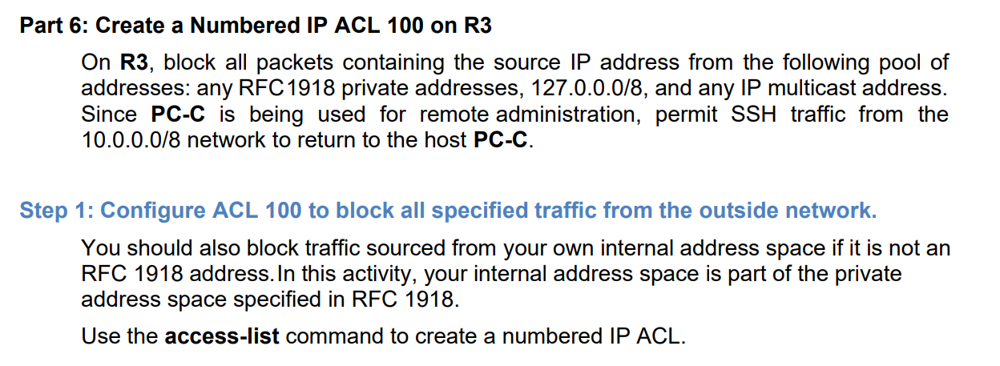 Part 6: Create a Numbered IP ACL 100 on R3
On R3, block all packets containing the source IP address from the following pool of
addresses: any RFC1918 private addresses, 127.0.0.0/8, and any IP multicast address.
Since PC-C is being used for remote administration, permit SSH traffic from the
10.0.0.0/8 network to return to the host PC-C.
Step 1: Configure ACL 100 to block all specified traffic from the outside network.
You should also block traffic sourced from your own internal address space if it is not an
RFC 1918 address. In this activity, your internal address space is part of the private
address space specified in RFC 1918.
Use the access-list command to create a numbered IP ACL.